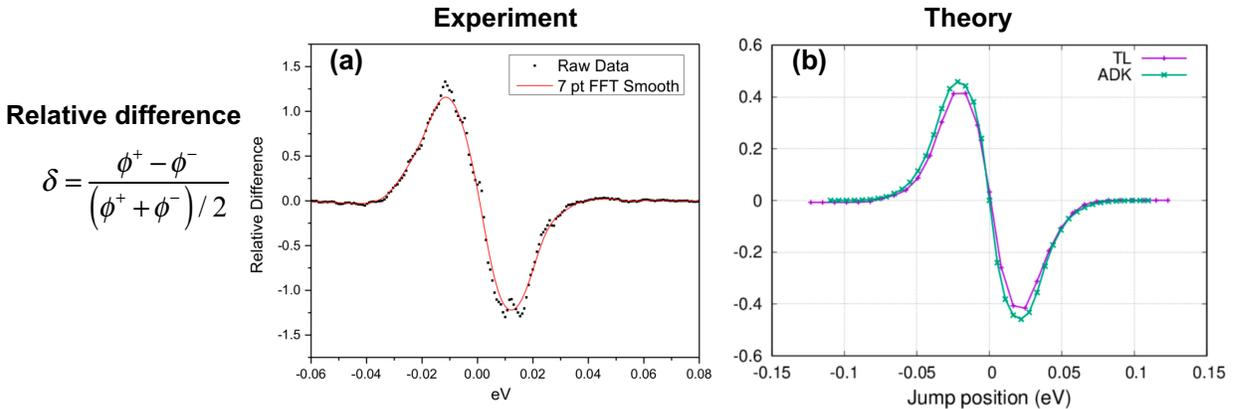 Experiment
Theory
Relative difference
δ = (ϕ⁺ − ϕ⁻) / ((ϕ⁺ + ϕ⁻) / 2)
(a)
Raw Data
7 pt FFT Smooth
Relative Difference
1.5
1.0
0.5
0.0
-0.5
-1.0
-1.5
-0.06 -0.04 -0.02 0.00 0.02 0.04 0.06 0.08
eV
(b)
TL
ADK
0.6
0.4
0.2
0
-0.2
-0.4
-0.6
-0.15 -0.1 -0.05 0 0.05 0.1 0.15
Jump position (eV)